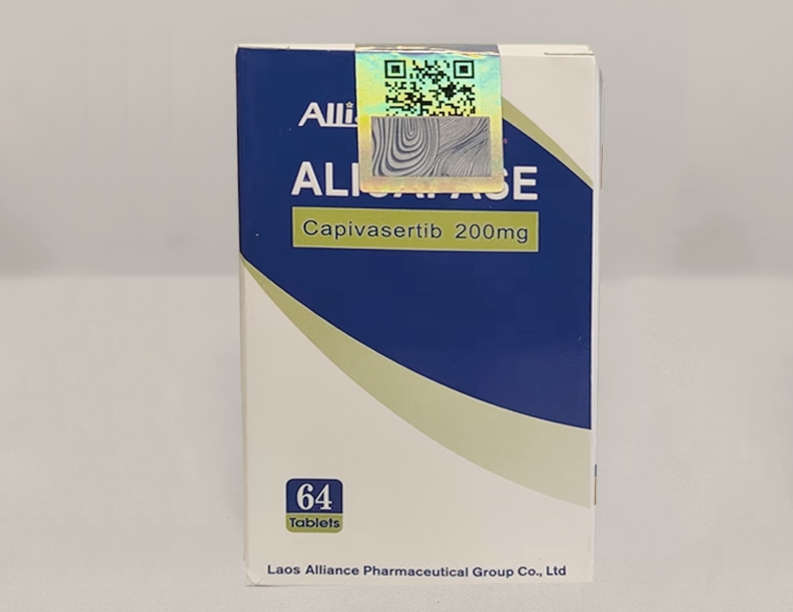 Capivasertib 200mg
64
Tablets
Laos Alliance Pharmaceutical Group Co., Ltd